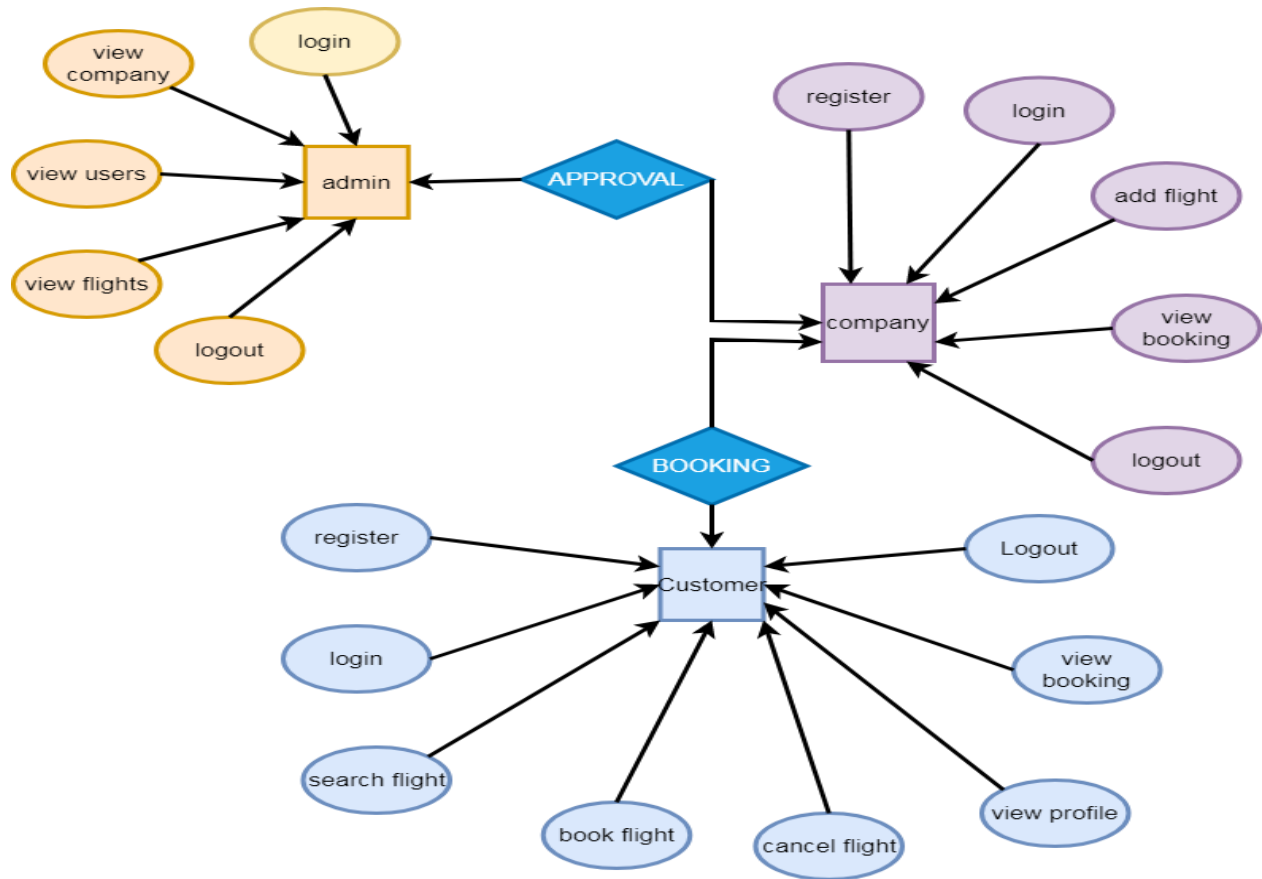 view
company
login
view users
admin
view flights
logout
APPROVAL
register
login
add flight
company
view
booking
logout
BOOKING
register
Customer
Logout
login
view
booking
search flight
book flight
cancel flight
view profile